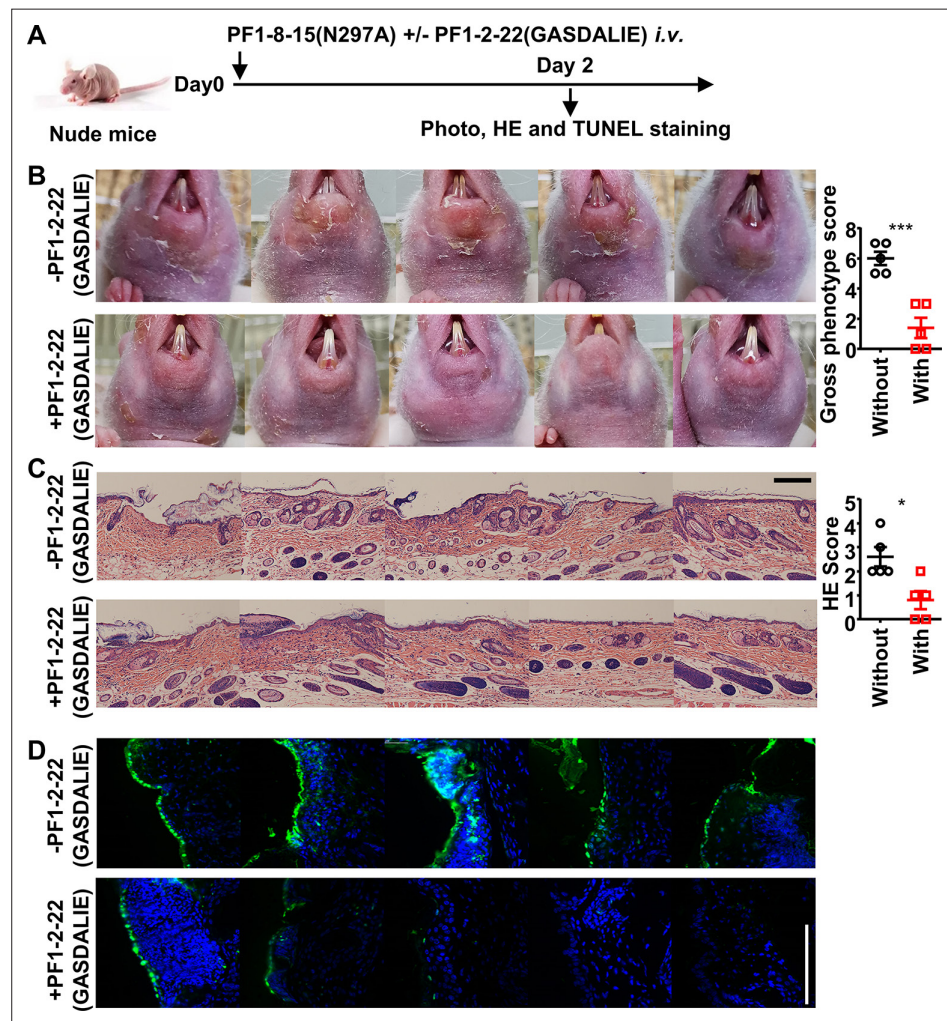 A
PF1-8-15(N297A) +/- PF1-2-22(GASDALIE) i.v.
Day0
Day 2
Nude mice
Photo, HE and TUNEL staining
B
-PF1-2-22
(GASDALIE)
+PF1-2-22
(GASDALIE)
Gross phenotype score
8
6
4
2
0
***
Without
With
C
-PF1-2-22
(GASDALIE)
+PF1-2-22
(GASDALIE)
HE Score
5
4
3
2
1
0
*
Without
With
D
-PF1-2-22
(GASDALIE)
+PF1-2-22
(GASDALIE)